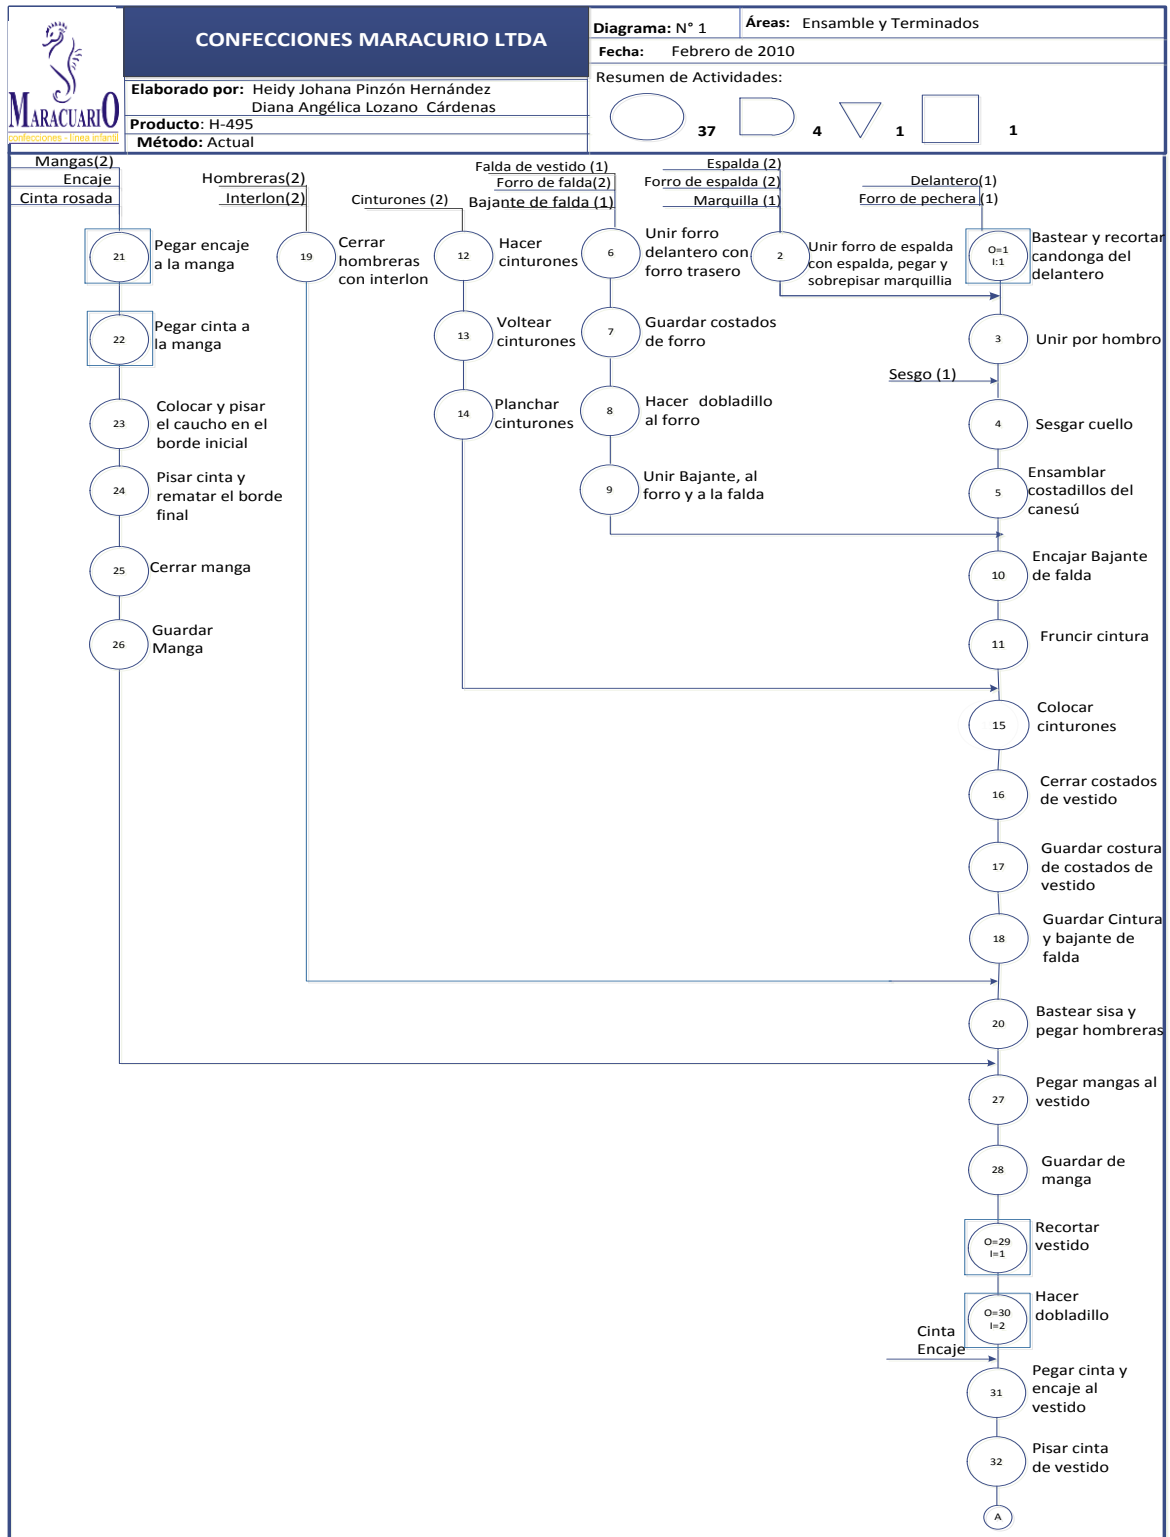 MARACUARIO
confecciones - línea infantil
CONFECCIONES MARACURIO LTDA
Elaborado por: Heidy Johana Pinzón Hernández
Diana Angélica Lozano Cárdenas
Producto: H-495
Método: Actual
Diagrama: N° 1
Áreas: Ensamble y Terminados
Fecha: Febrero de 2010
Resumen de Actividades:
37
4
1
1
Mangas(2)
Encaje
Cinta rosada
21
Pegar encaje
a la manga
22
Pegar cinta a
la manga
23
Colocar y pisar
el caucho en el
borde inicial
24
Pisar cinta y
rematar el borde
final
25
Cerrar manga
26
Guardar
Manga
Hombreras(2)
Interlon(2)
19
Cerrar
hombreras
con interlon
Cinturones (2)
12
Hacer
cinturones
13
Voltear
cinturones
14
Planchar
cinturones
Falda de vestido (1)
Forro de falda(2)
Bajante de falda (1)
6
Unir forro
delantero con
forro trasero
7
Guardar costados
de forro
8
Hacer dobladillo
al forro
9
Unir Bajante, al
forro y a la falda
Espalda (2)
Forro de espalda (2)
Marquilla (1)
2
Unir forro de espalda
con espalda, pegar y
sobrepisar marquillia
Delantero(1)
Forro de pechera (1)
O=1
I:1
Bastear y recortar
candonga del
delantero
3
Unir por hombro
Sesgo (1)
4
Sesgar cuello
5
Ensamblar
costadillos del
canesú
10
Encajar Bajante
de falda
11
Fruncir cintura
15
Colocar
cinturones
16
Cerrar costados
de vestido
17
Guardar costura
de costados de
vestido
18
Guardar Cintura
y bajante de
falda
20
Bastear sisa y
pegar hombreras
27
Pegar mangas al
vestido
28
Guardar de
manga
O=29
I=1
Recortar
vestido
O=30
I=2
Hacer
dobladillo
Cinta
Encaje
31
Pegar cinta y
encaje al
vestido
32
Pisar cinta
de vestido
A